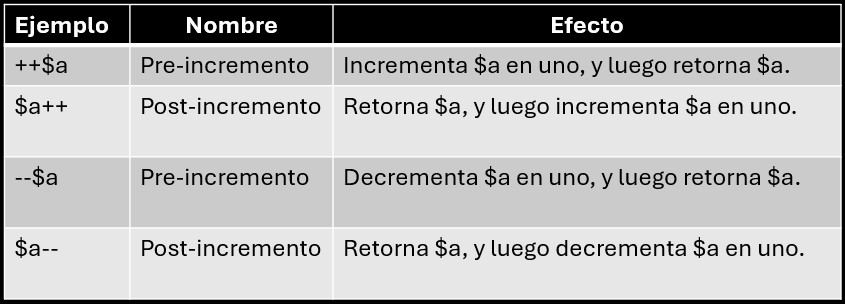 Ejemplo Nombre Efecto
++$a Pre-incremento Incrementa $a en uno, y luego retorna $a.
$a++ Post-incremento Retorna $a, y luego incrementa $a en uno.
--$a Pre-incremento Decrementa $a en uno, y luego retorna $a.
$a-- Post-incremento Retorna $a, y luego decrementa $a en uno.